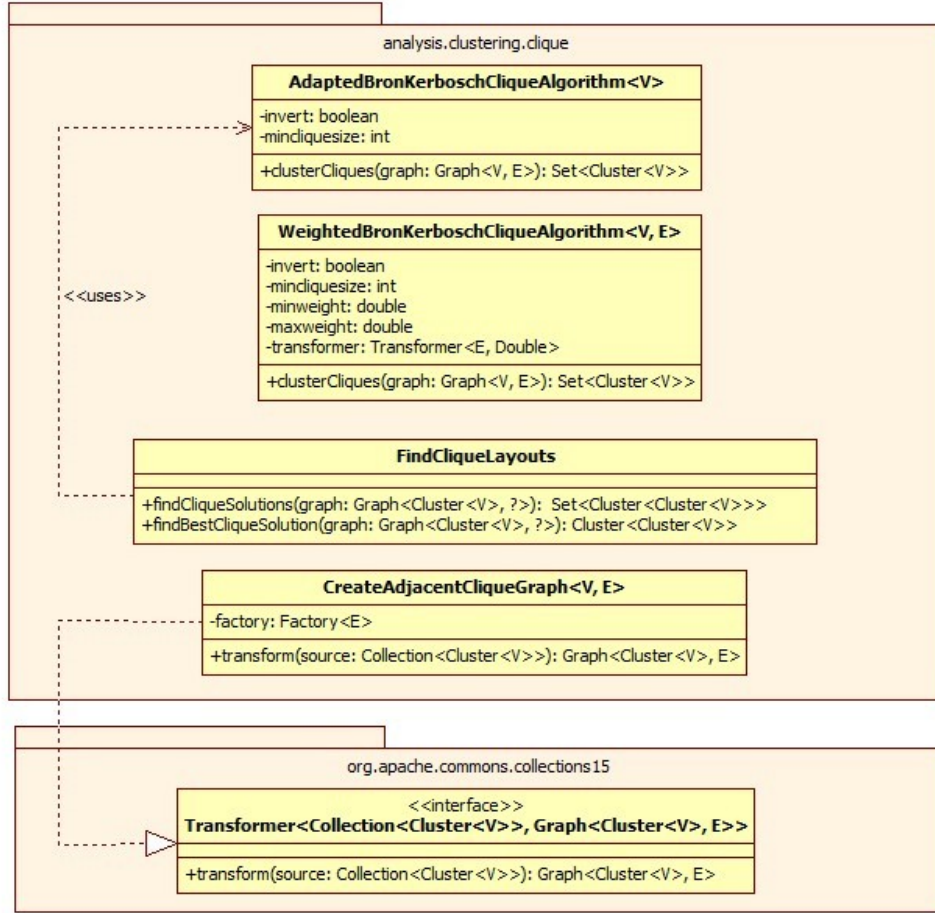 analysis.clustering.clique
AdaptedBronKerboschCliqueAlgorithm<V>
-invert: boolean
-mincliquesize: int
+clusterCliques(graph: Graph<V, E>): Set<Cluster<V>>
WeightedBronKerboschCliqueAlgorithm<V, E>
-invert: boolean
-mincliquesize: int
-minweight: double
-maxweight: double
-transformer: Transformer<E, Double>
+clusterCliques(graph: Graph<V, E>): Set<Cluster<V>>
<<uses>>
FindCliqueLayouts
+findCliqueSolutions(graph: Graph<Cluster<V>, ?>): Set<Cluster<Cluster<V>>>
+findBestCliqueSolution(graph: Graph<Cluster<V>, ?>): Cluster<Cluster<V>>
CreateAdjacentCliqueGraph<V, E>
-factory: Factory<E>
+transform(source: Collection<Cluster<V>>): Graph<Cluster<V>, E>
org.apache.commons.collections15
<<interface>>
Transformer<Collection<Cluster<V>>, Graph<Cluster<V>, E>>
+transform(source: Collection<Cluster<V>>): Graph<Cluster<V>, E>